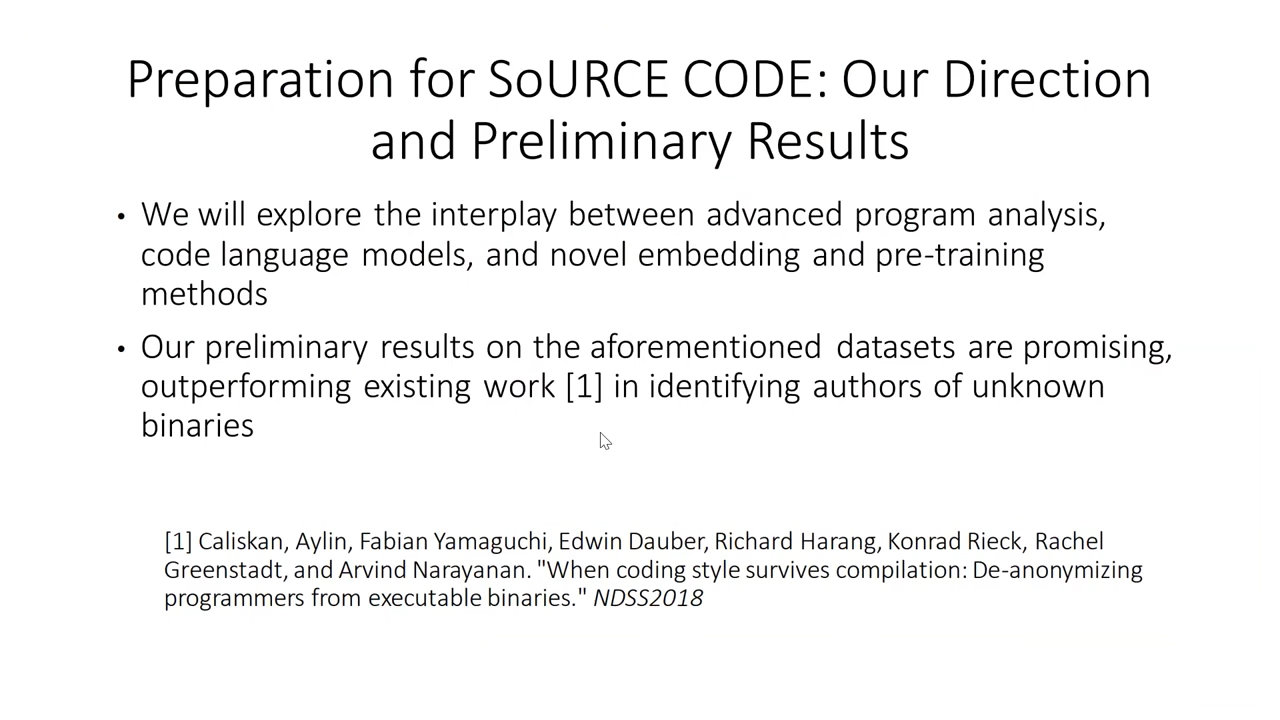 Preparation for SoURCE CODE: Our Direction
and Preliminary Results
• We will explore the interplay between advanced program analysis,
code language models, and novel embedding and pre-training
methods
• Our preliminary results on the aforementioned datasets are promising,
outperforming existing work [1] in identifying authors of unknown
binaries
[1] Caliskan, Aylin, Fabian Yamaguchi, Edwin Dauber, Richard Harang, Konrad Rieck, Rachel
Greenstadt, and Arvind Narayanan. "When coding style survives compilation: De-anonymizing
programmers from executable binaries." NDSS2018